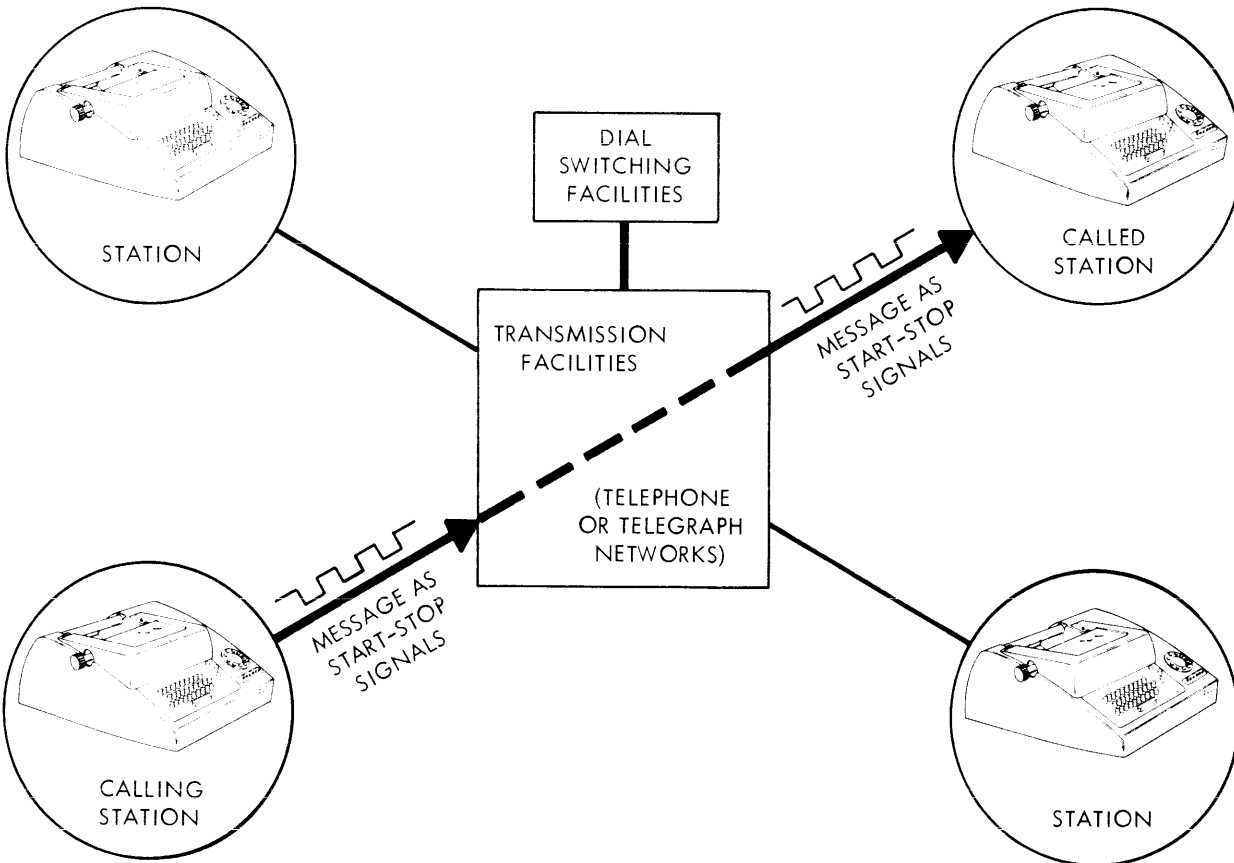 STATION
DIAL
SWITCHING
FACILITIES
CALLED
STATION
TRANSMISSION
FACILITIES
MESSAGE AS
START-STOP
SIGNALS
(TELEPHONE
OR TELEGRAPH
NETWORKS)
MESSAGE AS
START-STOP
SIGNALS
CALLING
STATION
STATION